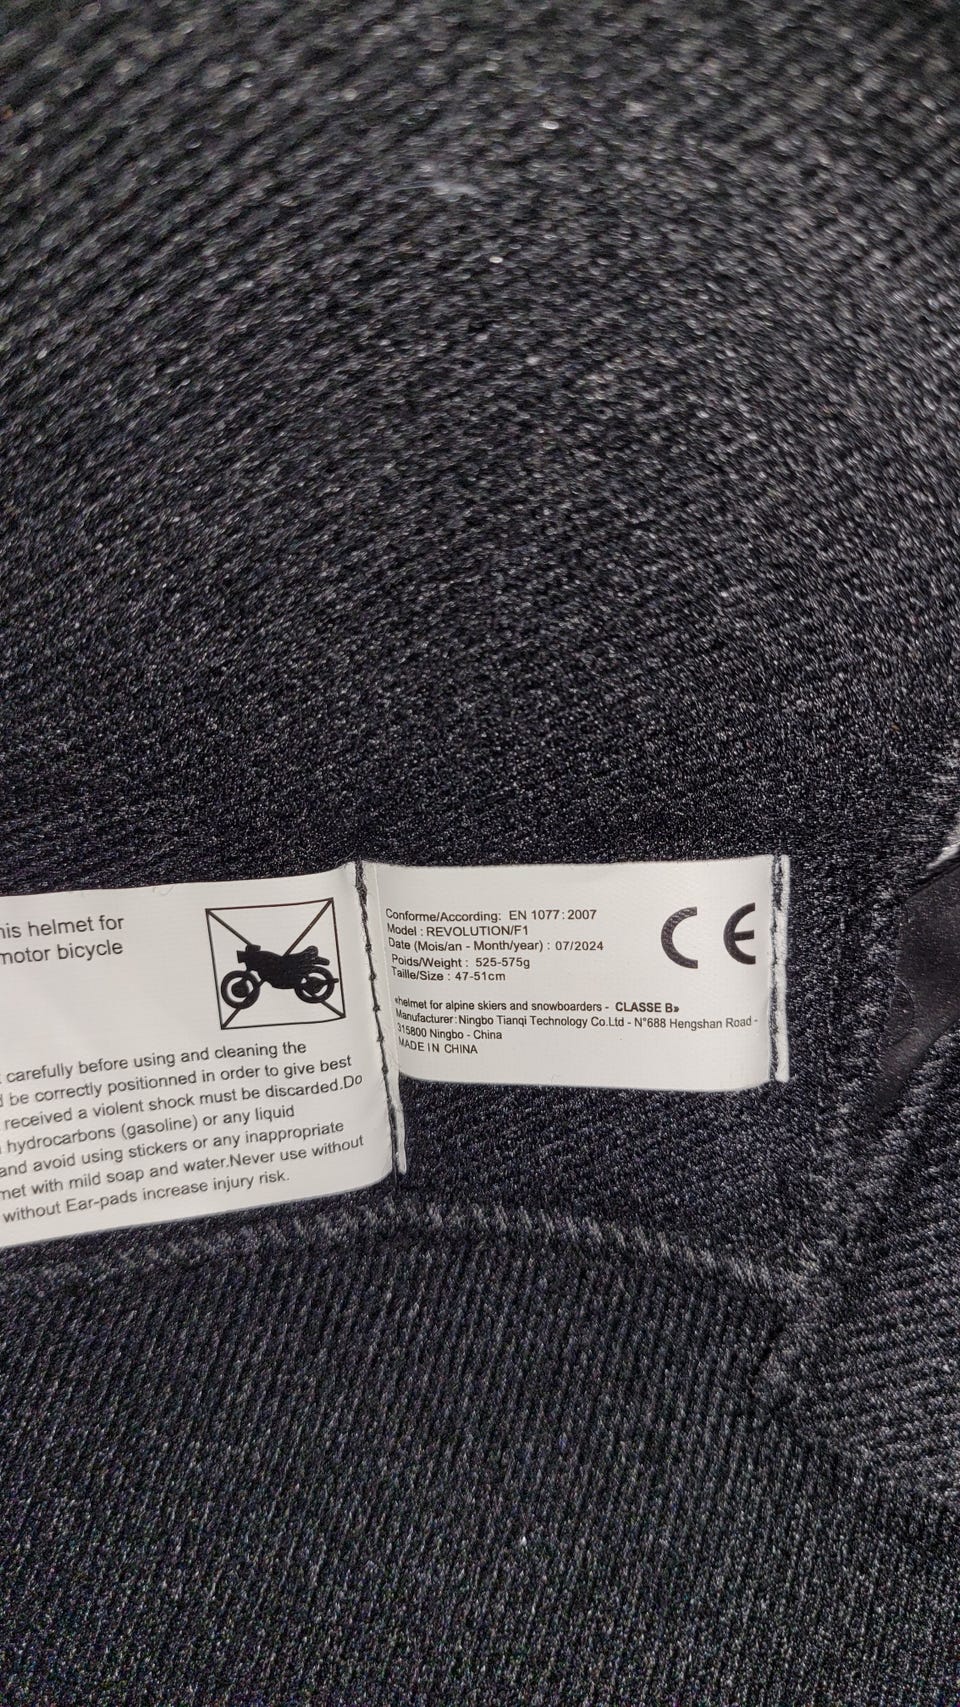 his helmet for
motor bicycle
carefully before using and cleaning the
be correctly positionned in order to give best
received a violent shock must be discarded.Do
hydrocarbons (gasoline) or any liquid
and avoid using stickers or any inappropriate
met with mild soap and water.Never use without
without Ear-pads increase injury risk.
Conforme/According: EN 1077:2007
Model : REVOLUTION/F1
Date (Mois/an - Month/year) : 07/2024
Poids/Weight : 525-575g
Taille/Size : 47-51cm
CE
«helmet for alpine skiers and snowboarders - CLASSE B»
Manufacturer:Ningbo Tianqi Technology Co.Ltd - N°688 Hengshan Road -
315800 Ningbo - China
MADE IN CHINA